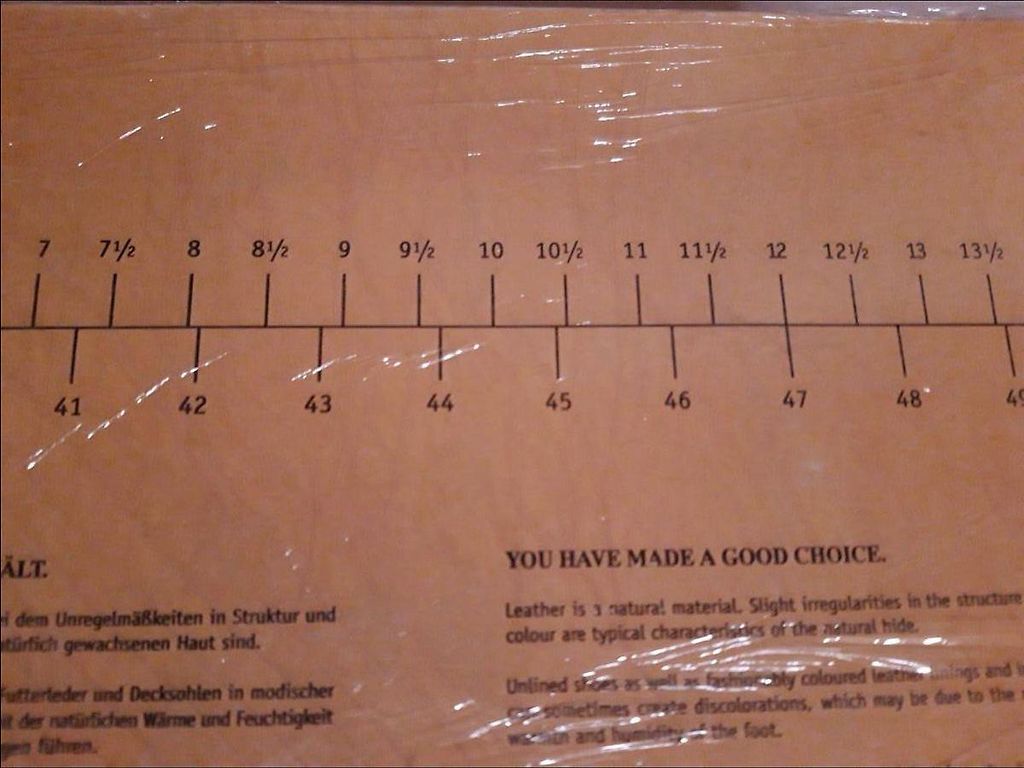 7 7½ 8 8½ 9 9½ 10 10½ 11 11½ 12 12½ 13 13½
41 42 43 44 45 46 47 48 49
ÄLT.
dem Unregelmäßkeiten in Struktur und
gewachsenen Haut sind.
Futterleder und Decksohlen in modischer
der natürlichen Wärme und Feuchtigkeit
führen.
YOU HAVE MADE A GOOD CHOICE.
Leather is a natural material. Slight irregularities in the structure
colour are typical characteristics of the natural hide.
Unlined shoes as well as fashionably coloured leather linings and
can sometimes create discolorations, which may be due to the
warmth and humidity of the foot.